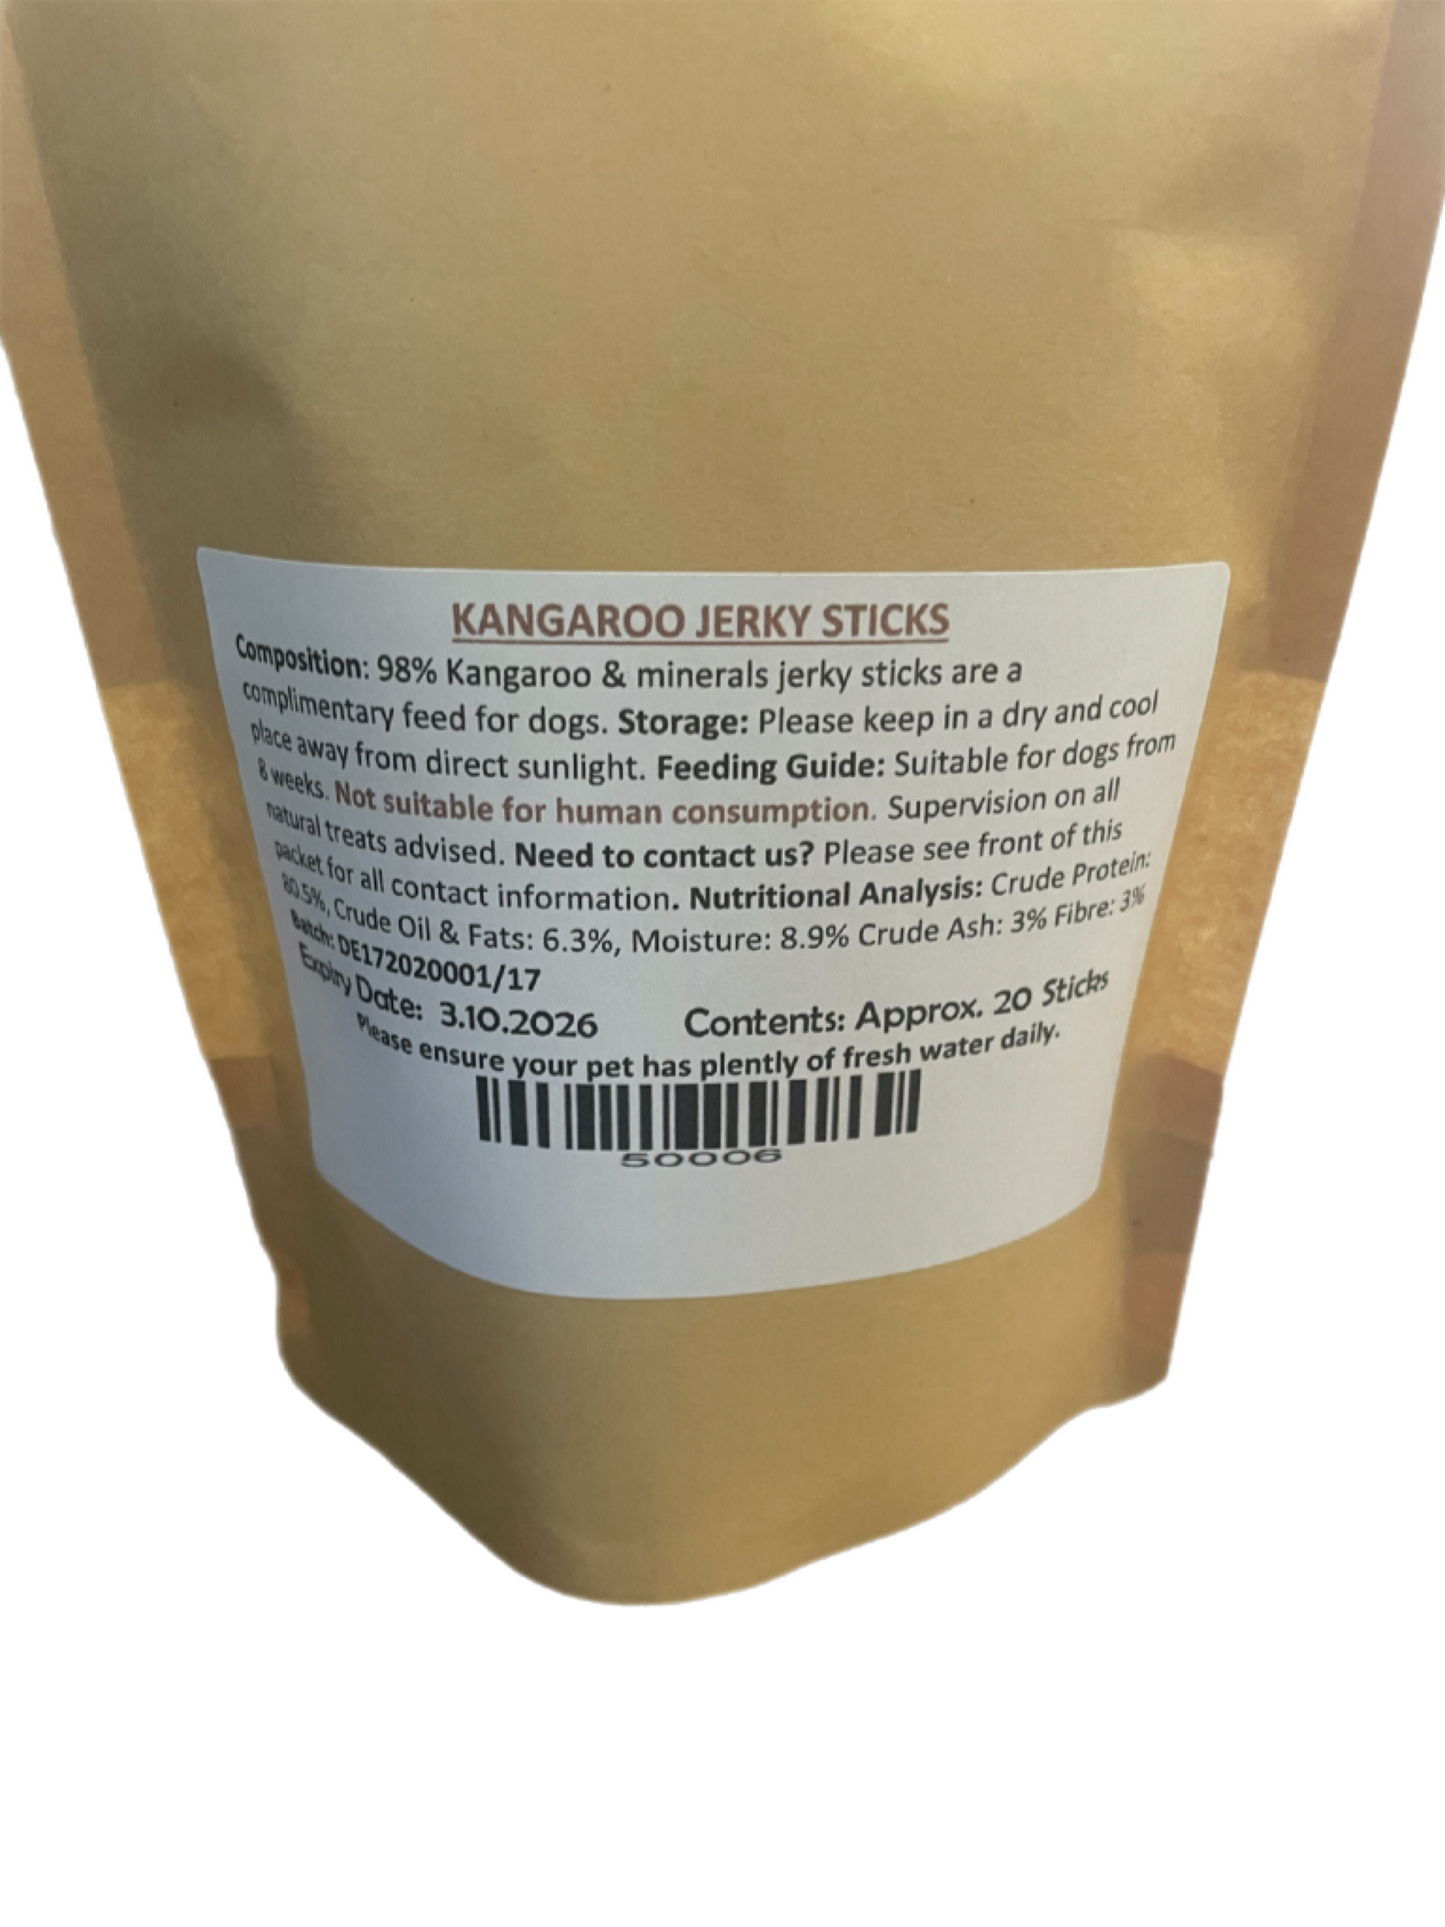 KANGAROO JERKY STICKS
Composition: 98% Kangaroo & minerals jerky sticks are a
complimentary feed for dogs. Storage: Please keep in a dry and cool
place away from direct sunlight. Feeding Guide: Suitable for dogs from
8 weeks. Not suitable for human consumption. Supervision on all
natural treats advised. Need to contact us? Please see front of this
packet for all contact information. Nutritional Analysis: Crude Protein:
80.5%, Crude Oil & Fats: 6.3%, Moisture: 8.9% Crude Ash: 3% Fibre: 3%
Batch: DE172020001/17
Expiry Date: 3.10.2026 Contents: Approx. 20 Sticks
Please ensure your pet has plently of fresh water daily.
50006